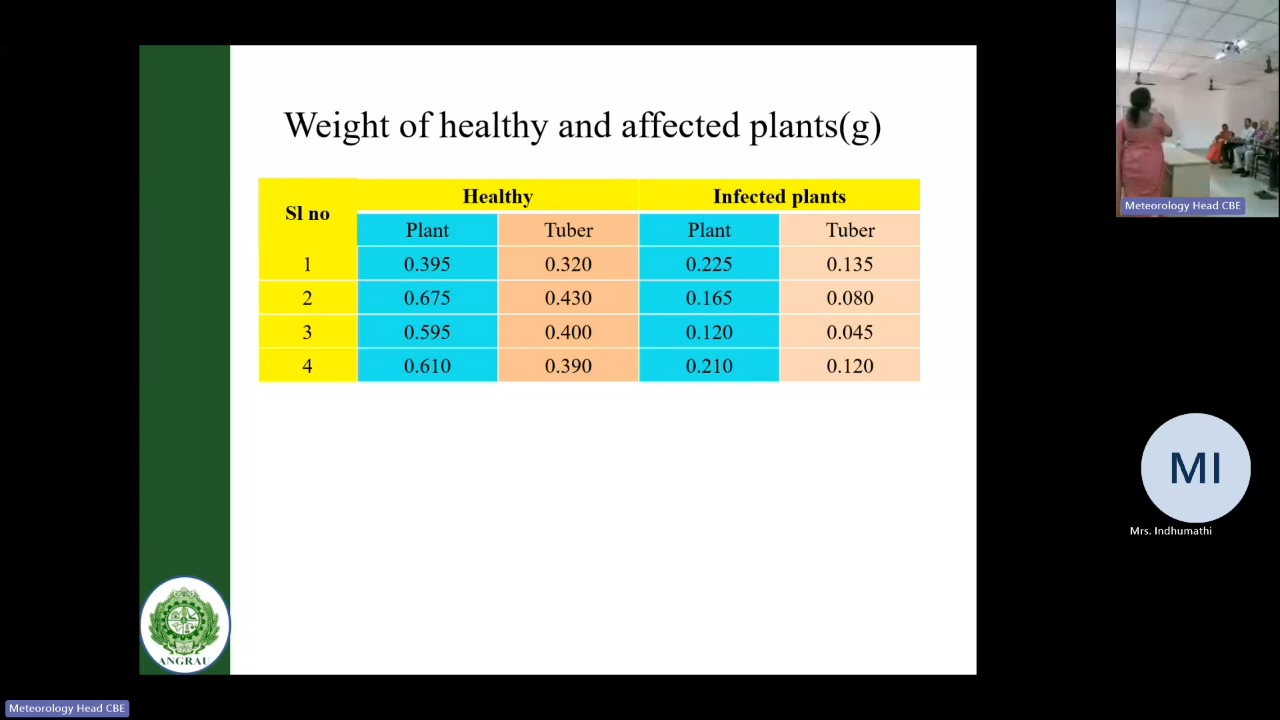 Weight of healthy and affected plants(g)
Sl no Healthy Infected plants
Plant Tuber Plant Tuber
1 0.395 0.320 0.225 0.135
2 0.675 0.430 0.165 0.080
3 0.595 0.400 0.120 0.045
4 0.610 0.390 0.210 0.120
ANGRAU
Meteorology Head CBE
MI
Mrs. Indhumathi
Meteorology Head CBE